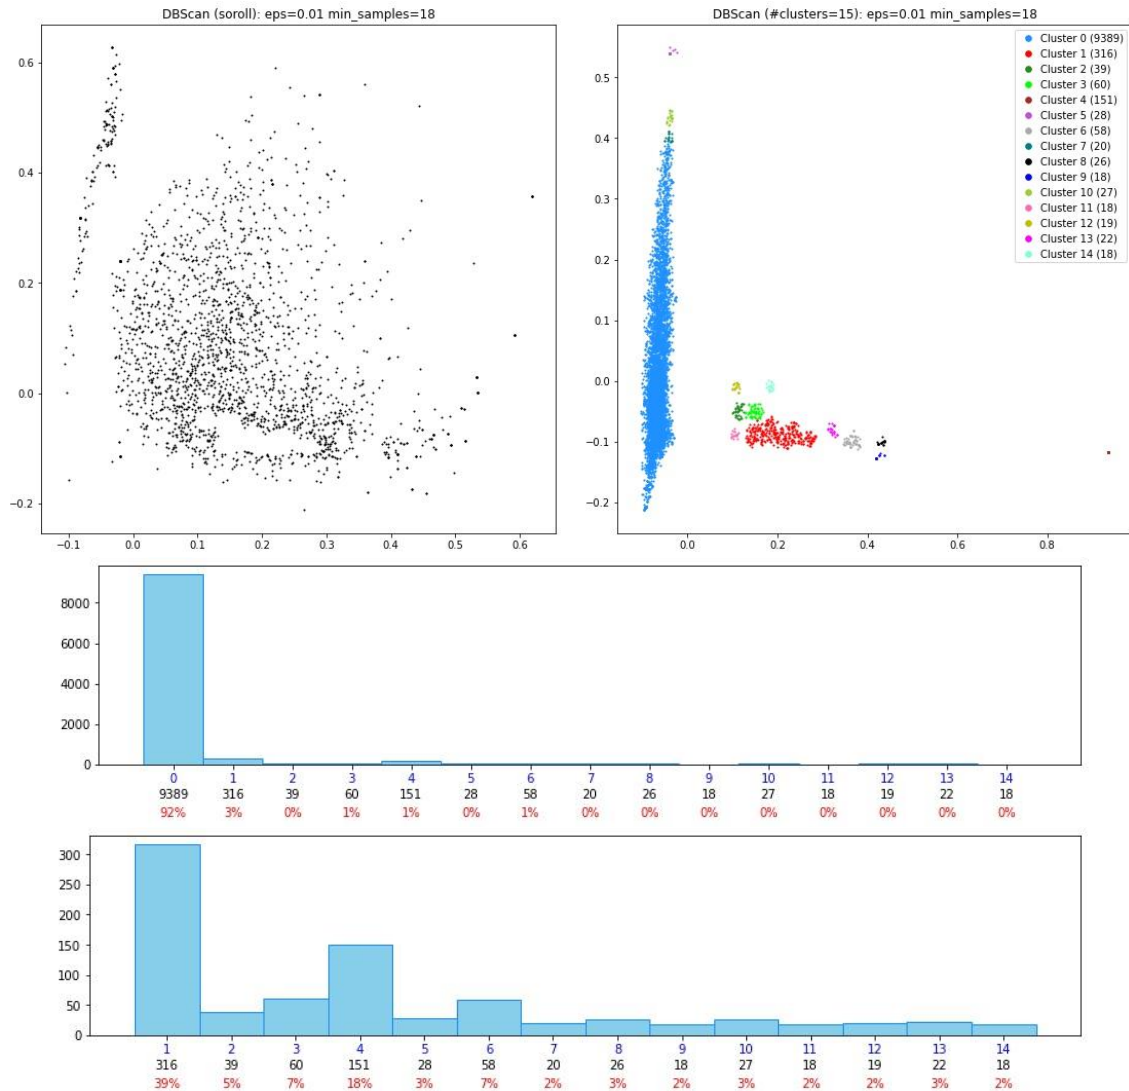 DBScan (soroll): eps=0.01 min_samples=18
0.6
0.4
0.2
0.0
−0.2
−0.1 0.0 0.1 0.2 0.3 0.4 0.5 0.6
DBScan (#clusters=15): eps=0.01 min_samples=18
0.5
0.4
0.3
0.2
0.1
0.0
−0.1
−0.2
0.0 0.2 0.4 0.6 0.8
Cluster 0 (9389)
Cluster 1 (316)
Cluster 2 (39)
Cluster 3 (60)
Cluster 4 (151)
Cluster 5 (28)
Cluster 6 (58)
Cluster 7 (20)
Cluster 8 (26)
Cluster 9 (18)
Cluster 10 (27)
Cluster 11 (18)
Cluster 12 (19)
Cluster 13 (22)
Cluster 14 (18)
8000
6000
4000
2000
0
0 1 2 3 4 5 6 7 8 9 10 11 12 13 14
9389 316 39 60 151 28 58 20 26 18 27 18 19 22 18
92% 3% 0% 1% 1% 0% 1% 0% 0% 0% 0% 0% 0% 0% 0%
300
250
200
150
100
50
0
1 2 3 4 5 6 7 8 9 10 11 12 13 14
316 39 60 151 28 58 20 26 18 27 18 19 22 18
39% 5% 7% 18% 3% 7% 2% 3% 2% 3% 2% 2% 3% 2%